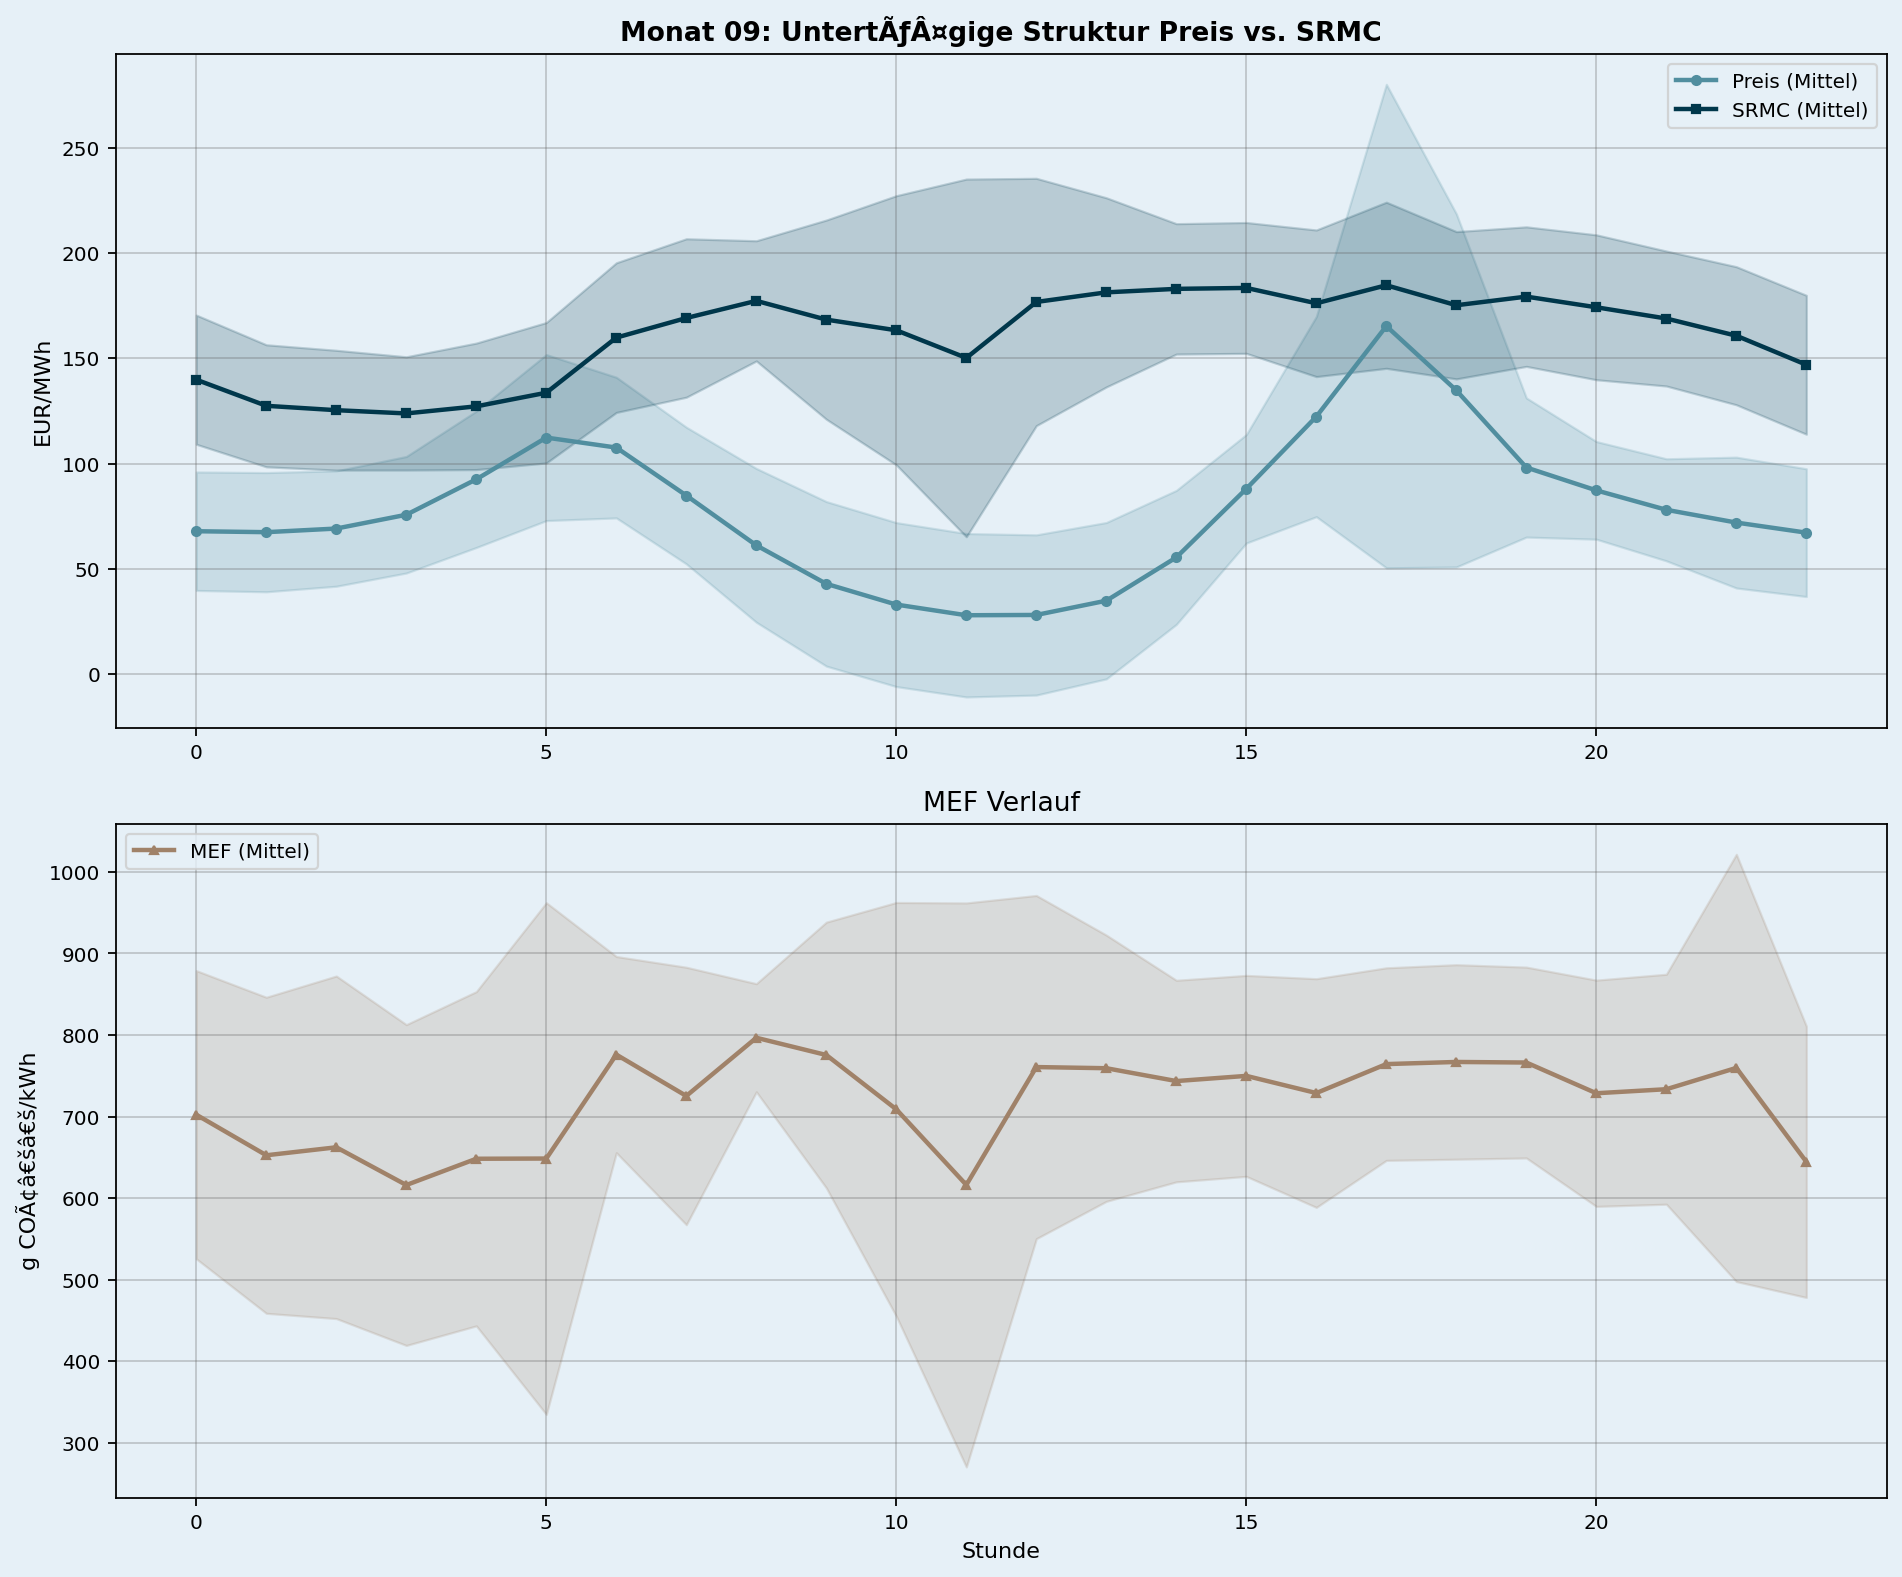 Monat 09: UntertÃƒÂ¤gige Struktur Preis vs. SRMC
Preis (Mittel)
SRMC (Mittel)
EUR/MWh
250
200
150
100
50
0
0 5 10 15 20
MEF Verlauf
MEF (Mittel)
g COÃ¢â€šâ€š/kWh
1000
900
800
700
600
500
400
300
0 5 10 15 20
Stunde